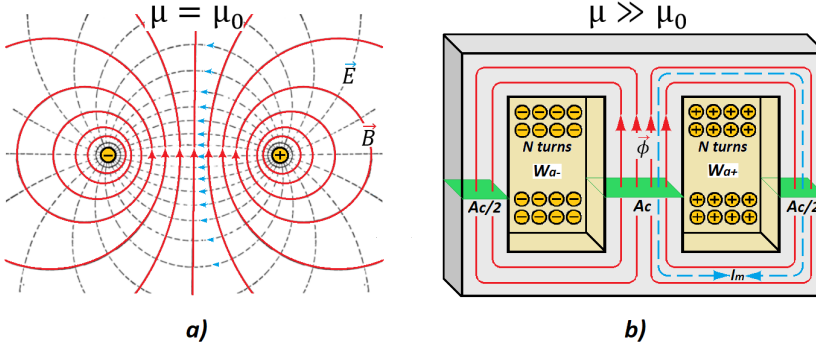 μ = μ₀
μ ≫ μ₀
E⃗
B⃗
− +
⊖⊖⊖⊖ ⊕⊕⊕⊕
⊖⊖⊖⊖ ⊕⊕⊕⊕
N turns ϕ⃗ N turns
Wa- Wa+
⊖⊖⊖⊖ ⊕⊕⊕⊕
⊖⊖⊖⊖ ⊕⊕⊕⊕
Ac/2 Ac Ac/2
lm
a) b)